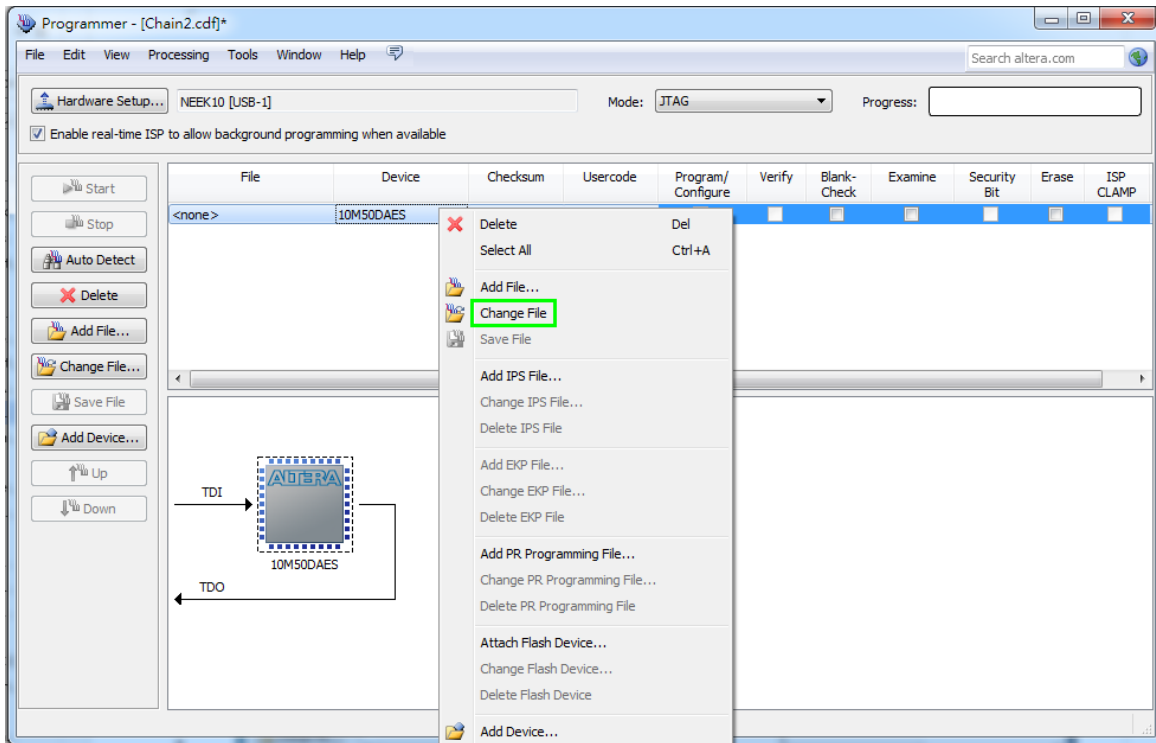 Programmer - [Chain2.cdf]*
File Edit View Processing Tools Window Help
Search altera.com
Hardware Setup... NEEK10 [USB-1] Mode: JTAG Progress:
Enable real-time ISP to allow background programming when available
Start
Stop
Auto Detect
Delete
Add File...
Change File...
Save File
Add Device...
Up
Down
File Device Checksum Usercode Program/ Configure Verify Blank- Check Examine Security Bit Erase ISP CLAMP
<none> 10M50DAES
Delete Del
Select All Ctrl+A
Add File...
Change File
Save File
Add IPS File...
Change IPS File...
Delete IPS File
Add EKP File...
Change EKP File...
Delete EKP File
Add PR Programming File...
Change PR Programming File...
Delete PR Programming File
Attach Flash Device...
Change Flash Device...
Delete Flash Device
Add Device...
TDI
ALTERA
10M50DAES
TDO